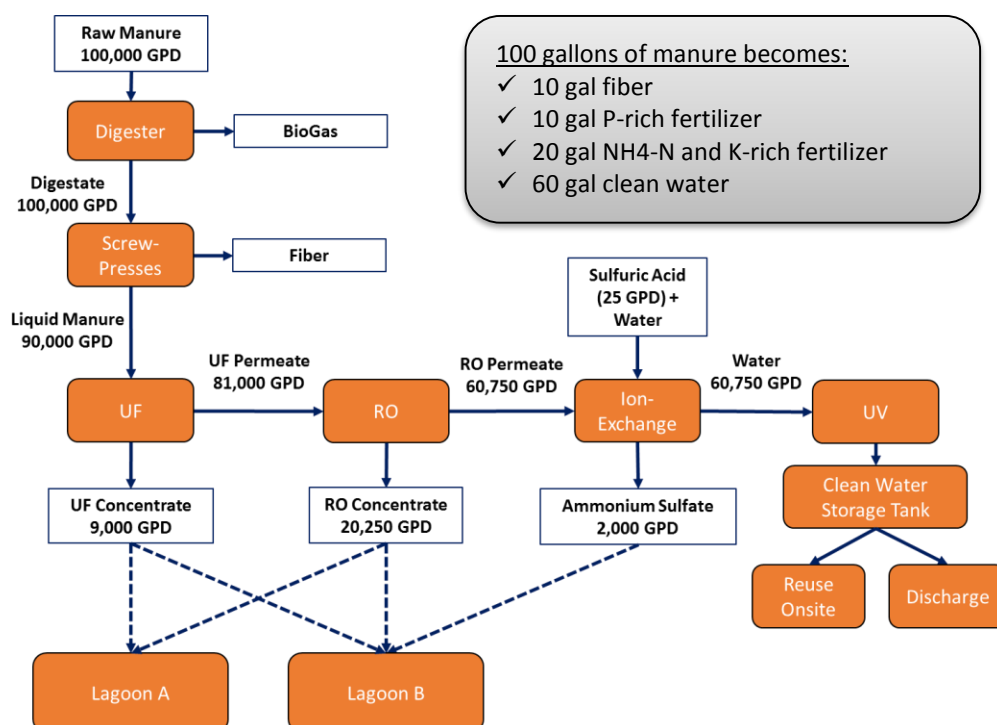 Raw Manure
100,000 GPD
100 gallons of manure becomes:
✓ 10 gal fiber
✓ 10 gal P-rich fertilizer
✓ 20 gal NH4-N and K-rich fertilizer
✓ 60 gal clean water
Digester
BioGas
Digestate
100,000 GPD
Screw-
Presses
Fiber
Sulfuric Acid
(25 GPD) +
Water
Liquid Manure
90,000 GPD
UF Permeate
81,000 GPD
RO Permeate
60,750 GPD
Water
60,750 GPD
UF
RO
Ion-
Exchange
UV
UF Concentrate
9,000 GPD
RO Concentrate
20,250 GPD
Ammonium Sulfate
2,000 GPD
Clean Water
Storage Tank
Reuse
Onsite
Discharge
Lagoon A
Lagoon B